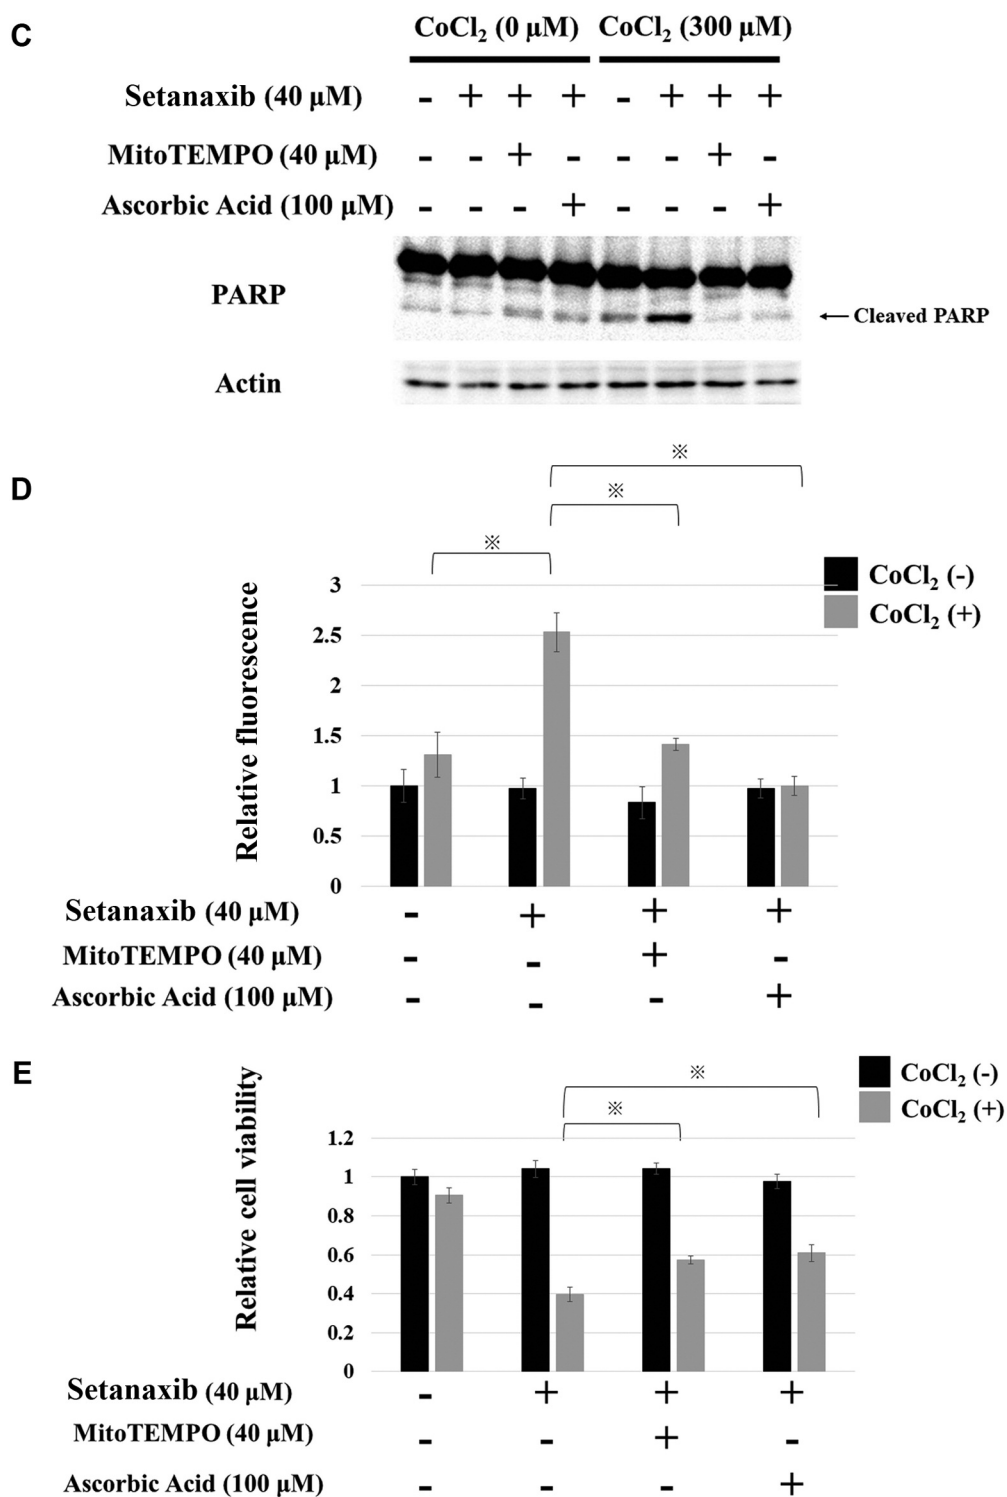 C
CoCl₂ (0 µM) CoCl₂ (300 µM)
Setanaxib (40 µM) - + + + - + + +
MitoTEMPO (40 µM) - - + - - - + -
Ascorbic Acid (100 µM) - - - + - - - +
PARP
← Cleaved PARP
Actin
D
※
※
※
CoCl₂ (-)
CoCl₂ (+)
Relative fluorescence
3
2.5
2
1.5
1
0.5
0
Setanaxib (40 µM) - + + +
MitoTEMPO (40 µM) - - + -
Ascorbic Acid (100 µM) - - - +
E
※
※
CoCl₂ (-)
CoCl₂ (+)
Relative cell viability
1.2
1
0.8
0.6
0.4
0.2
0
Setanaxib (40 µM) - + + +
MitoTEMPO (40 µM) - - + -
Ascorbic Acid (100 µM) - - - +